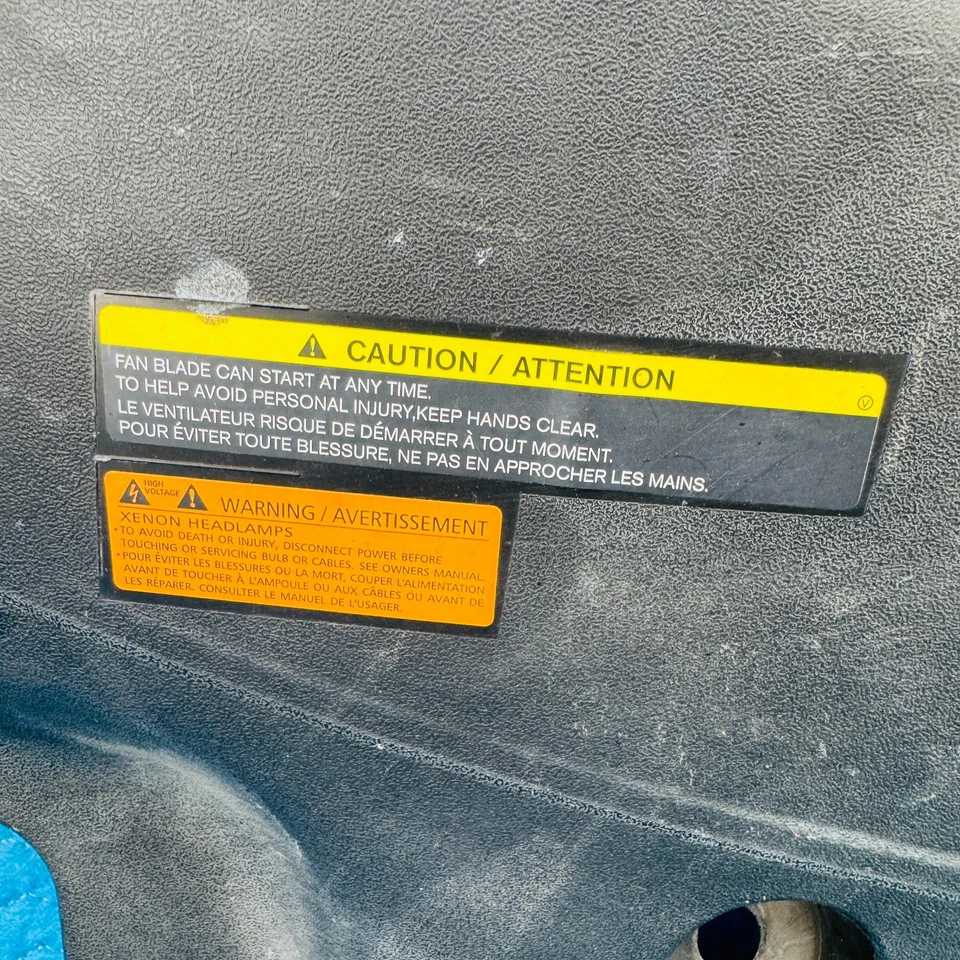 CAUTION / ATTENTION
FAN BLADE CAN START AT ANY TIME.
TO HELP AVOID PERSONAL INJURY,KEEP HANDS CLEAR.
LE VENTILATEUR RISQUE DE DÉMARRER À TOUT MOMENT.
POUR ÉVITER TOUTE BLESSURE, NE PAS EN APPROCHER LES MAINS.
V
HIGH
VOLTAGE
WARNING / AVERTISSEMENT
XENON HEADLAMPS
•TO AVOID DEATH OR INJURY, DISCONNECT POWER BEFORE
TOUCHING OR SERVICING BULB OR CABLES. SEE OWNERS MANUAL.
•POUR ÉVITER LES BLESSURES OU LA MORT, COUPER L'ALIMENTATION
AVANT DE TOUCHER À L'AMPOULE OU AUX CÂBLES OU AVANT DE
LES RÉPARER. CONSULTER LE MANUEL DE L'USAGER.